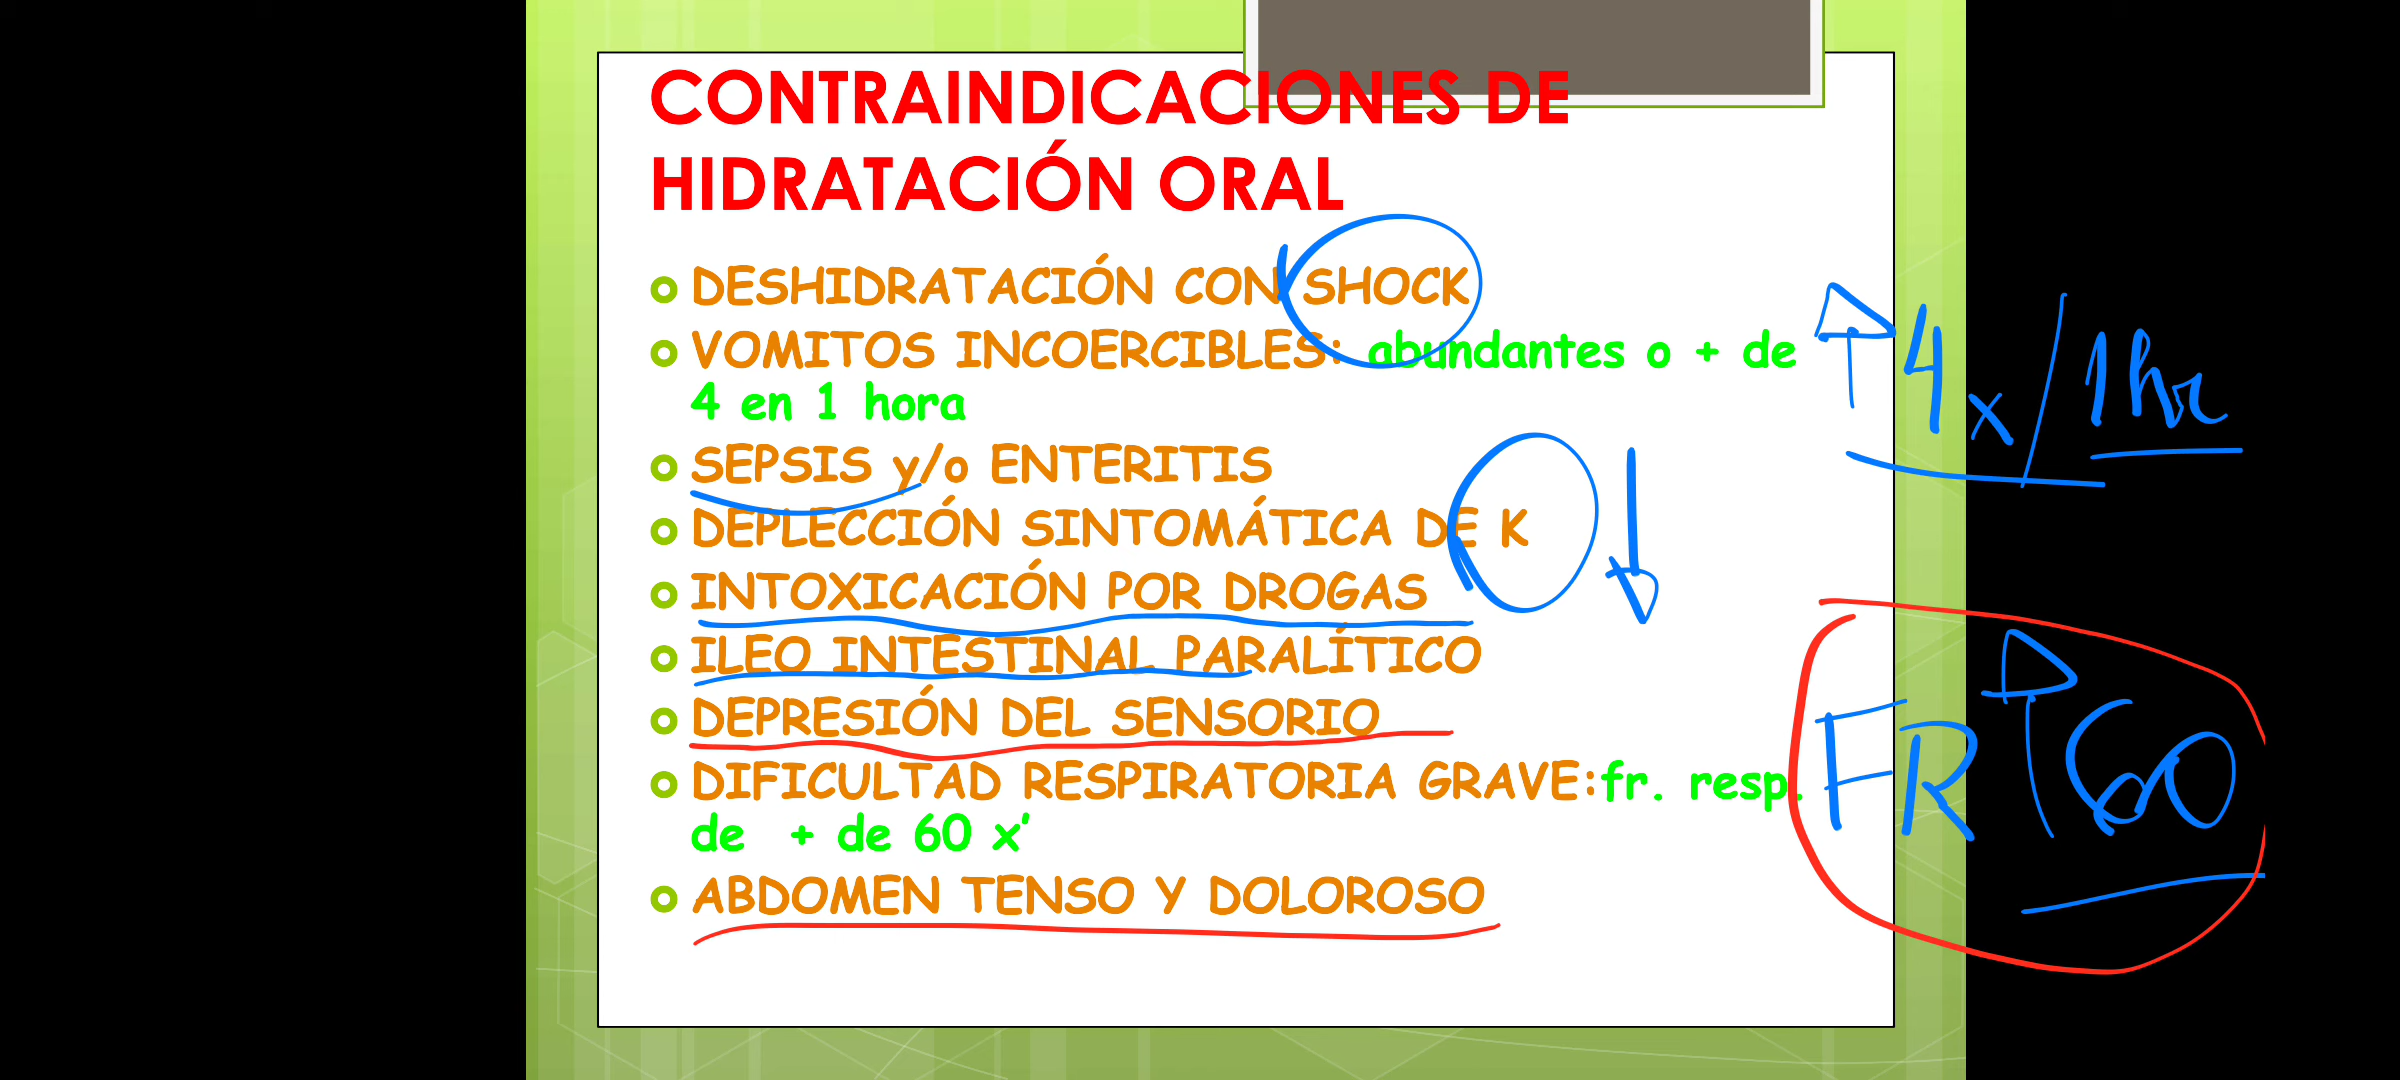 CONTRAINDICACIONES DE
HIDRATACIÓN ORAL
DESHIDRATACIÓN CON SHOCK
VOMITOS INCOERCIBLES: abundantes o + de
4 en 1 hora
↑4x/1hr
SEPSIS y/o ENTERITIS
DEPLECCIÓN SINTOMÁTICA DE K ↓
INTOXICACIÓN POR DROGAS
ILEO INTESTINAL PARALÍTICO
DEPRESIÓN DEL SENSORIO
DIFICULTAD RESPIRATORIA GRAVE:fr. resp.
de + de 60 x'
FR ↑60
ABDOMEN TENSO Y DOLOROSO